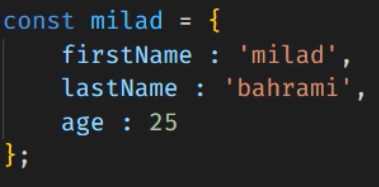 const milad = {
    firstName : 'milad',
    lastName : 'bahrami',
    age : 25
};